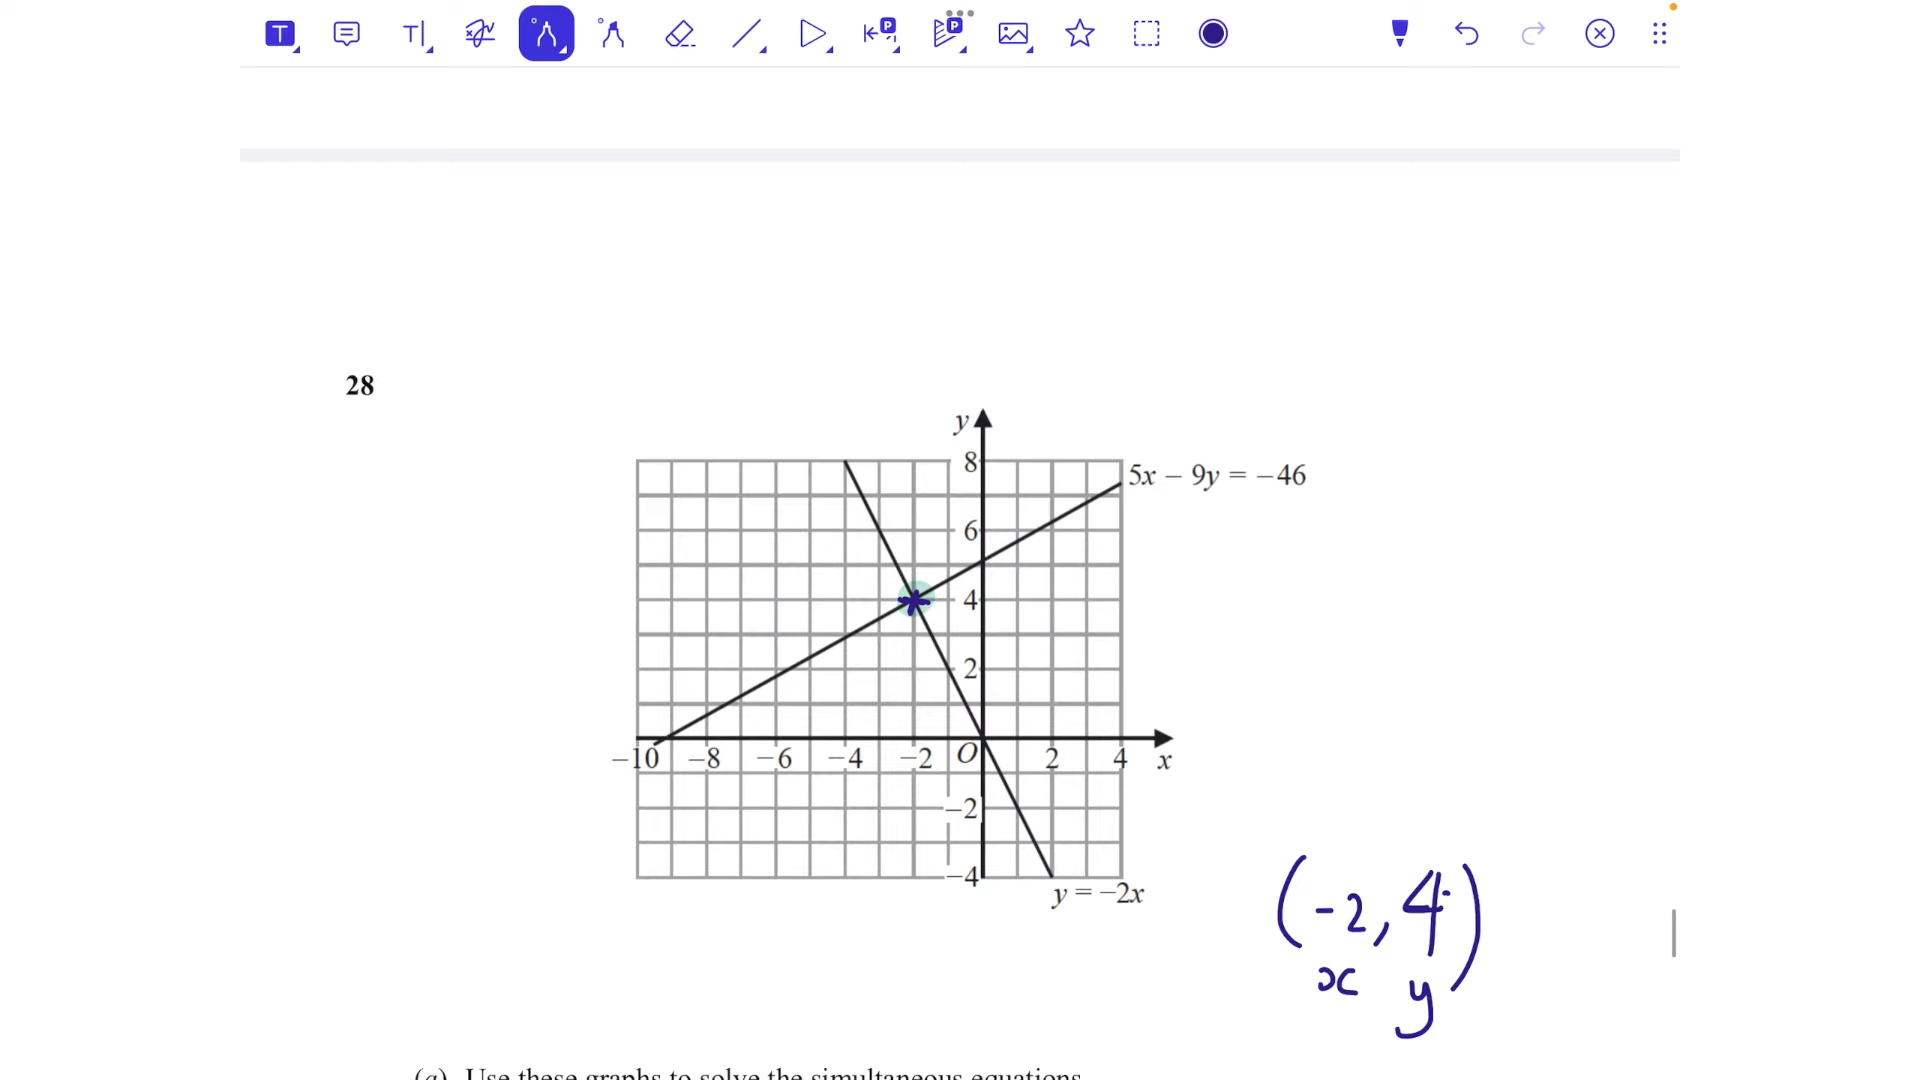 T T P P
28
y
8 5x − 9y = −46
6
4
2
−10 −8 −6 −4 −2 O 2 4 x
−2
−4
y = −2x
(-2, 4)
x y
(a) Use these graphs to solve the simultaneous equations